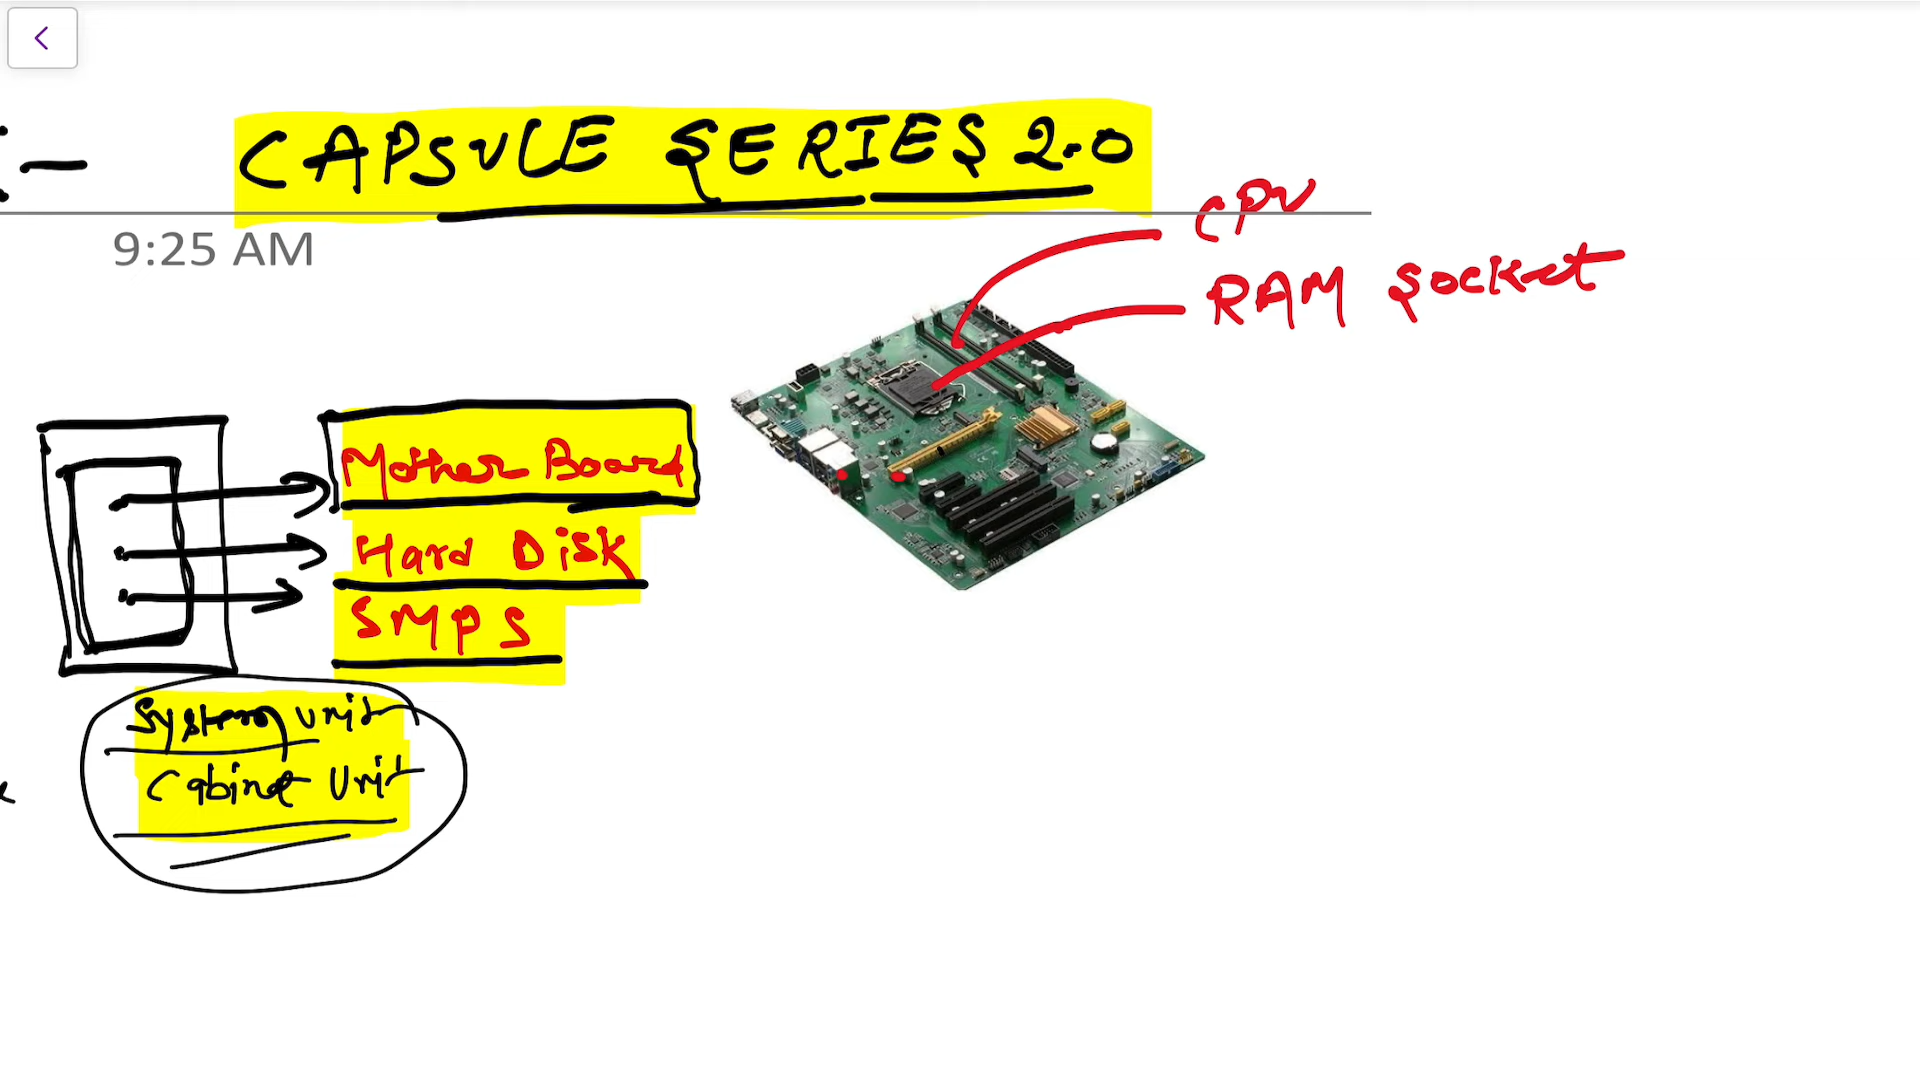 CAPSULE SERIES 2.0
9:25 AM
CPU
RAM Socket
Mother Board
Hard Disk
SMPS
System Unit
Cabinet Unit